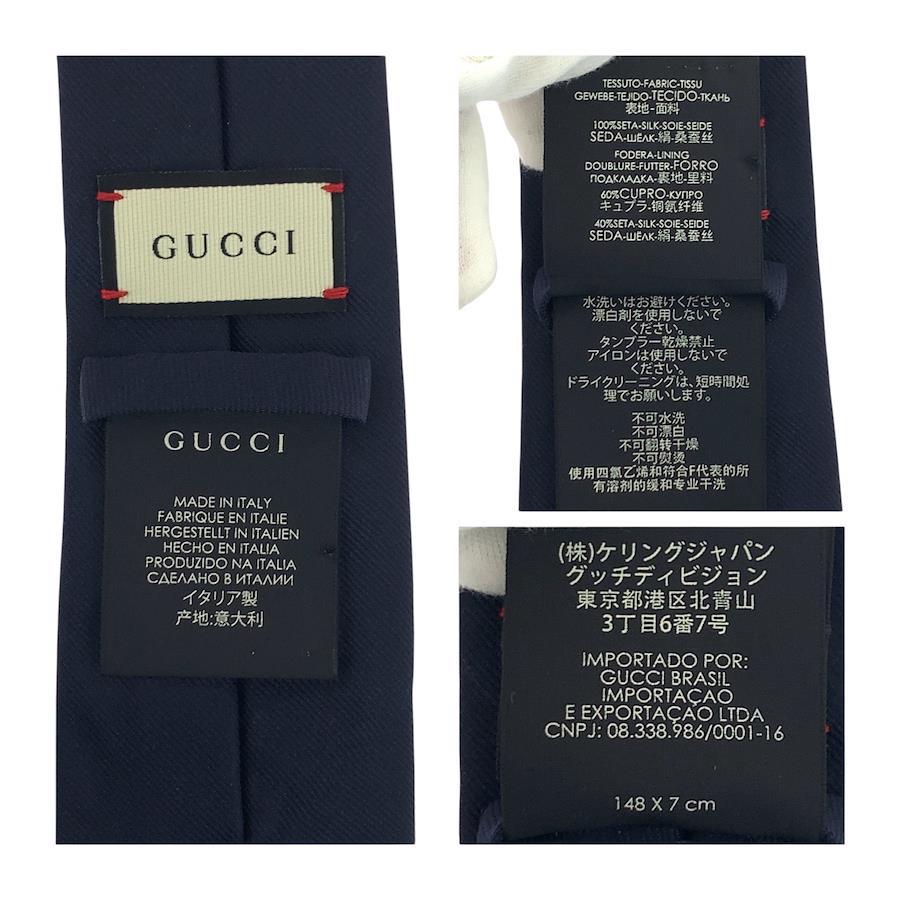 GUCCI
GUCCI
MADE IN ITALY
FABRIQUE EN ITALIE
HERGESTELLT IN ITALIEN
HECHO EN ITALIA
PRODUZIDO NA ITALIA
СДЕЛАНО В ИТАЛИИ
イタリア製
产地:意大利
TESSUTO-FABRIC-TISSU
GEWEBE-TEJIDO-TECIDO-ТКАНЬ
表地-面料
100%SETA-SILK-SOIE-SEIDE
SEDA-ШЕЛК-絹-桑蚕丝
FODERA-LINING
DOUBLURE-FUTTER-FORRO
ПОДКЛАДКА-裏地-里料
60%CUPRO-КУПРО
キュプラ-铜氨纤维
40%SETA-SILK-SOIE-SEIDE
SEDA-ШЕЛК-絹-桑蚕丝
水洗いはお避けください。
漂白剤を使用しないで
ください。
タンブラー乾燥禁止
アイロンは使用しないで
ください。
ドライクリーニングは、短時間処
理でお願いします。
不可水洗
不可漂白
不可翻转干燥
不可熨烫
使用四氯乙烯和符合F代表的所
有溶剂的缓和专业干洗
(株)ケリングジャパン
グッチディビジョン
東京都港区北青山
3丁目6番7号
IMPORTADO POR:
GUCCI BRASIL
IMPORTAÇAO
E EXPORTAÇAO LTDA
CNPJ: 08.338.986/0001-16
148 X 7 cm